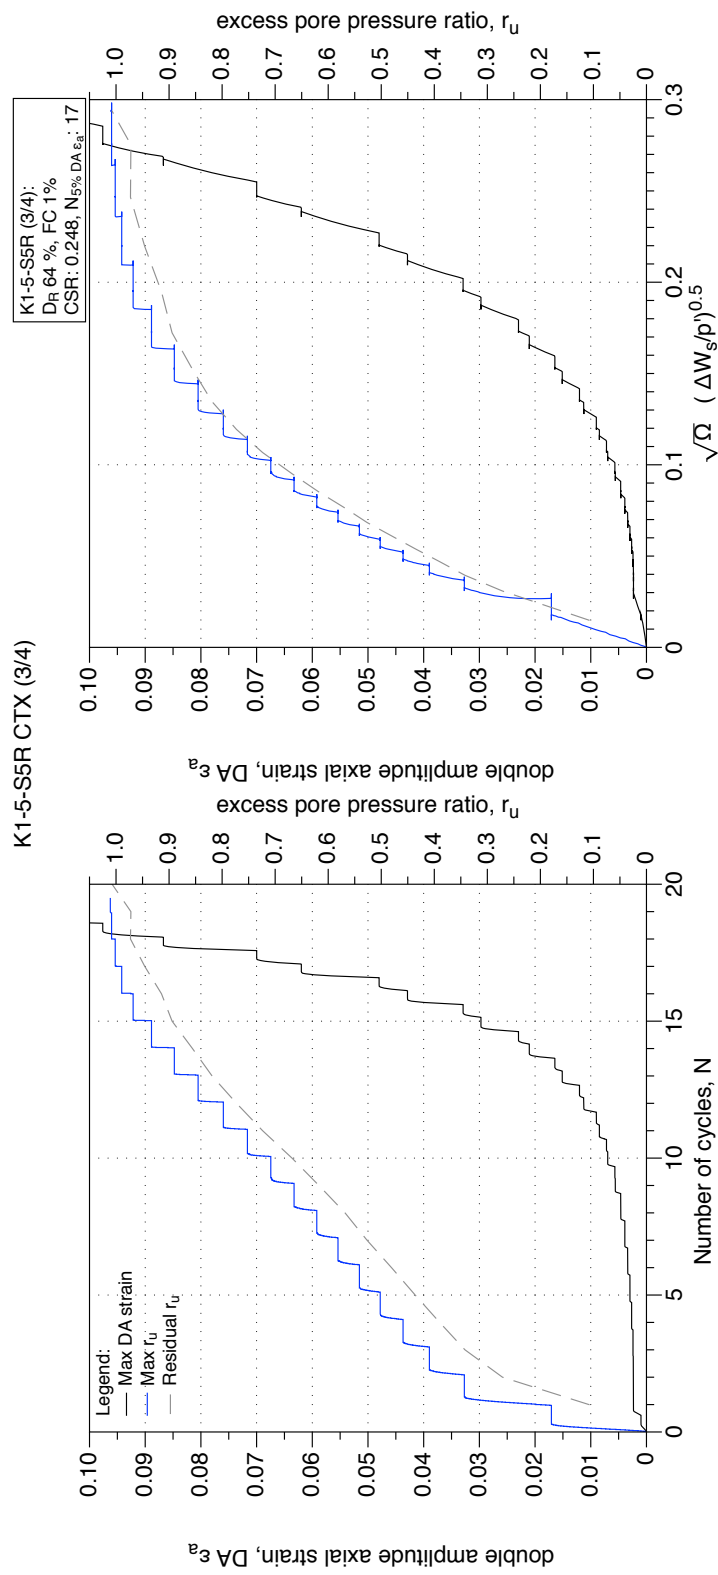 K1-5-S5R CTX (3/4)
double amplitude axial strain, DA εa
0.10
0.09
0.08
0.07
0.06
0.05
0.04
0.03
0.02
0.01
0
Legend:
Max DA strain
Max ru
Residual ru
0 5 10 15 20
Number of cycles, N
1.0
0.9
0.8
0.7
0.6
0.5
0.4
0.3
0.2
0.1
0
excess pore pressure ratio, ru
double amplitude axial strain, DA εa
0.10
0.09
0.08
0.07
0.06
0.05
0.04
0.03
0.02
0.01
0
K1-5-S5R (3/4):
DR 64 %, FC 1%
CSR: 0.248, N5% DA εa: 17
0 0.1 0.2 0.3
√Ω (ΔWs/p')0.5
1.0
0.9
0.8
0.7
0.6
0.5
0.4
0.3
0.2
0.1
0
excess pore pressure ratio, ru